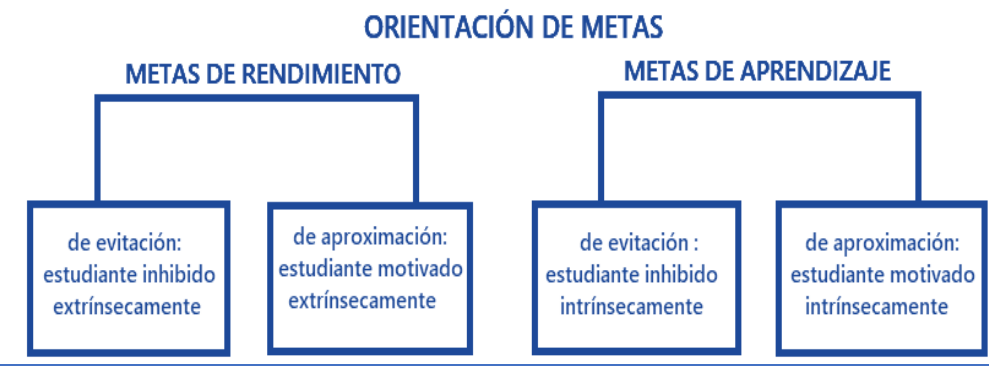 ORIENTACIÓN DE METAS
METAS DE RENDIMIENTO
METAS DE APRENDIZAJE
de evitación:
estudiante inhibido
extrínsecamente
de aproximación:
estudiante motivado
extrínsecamente
de evitación :
estudiante inhibido
intrínsecamente
de aproximación:
estudiante motivado
intrínsecamente